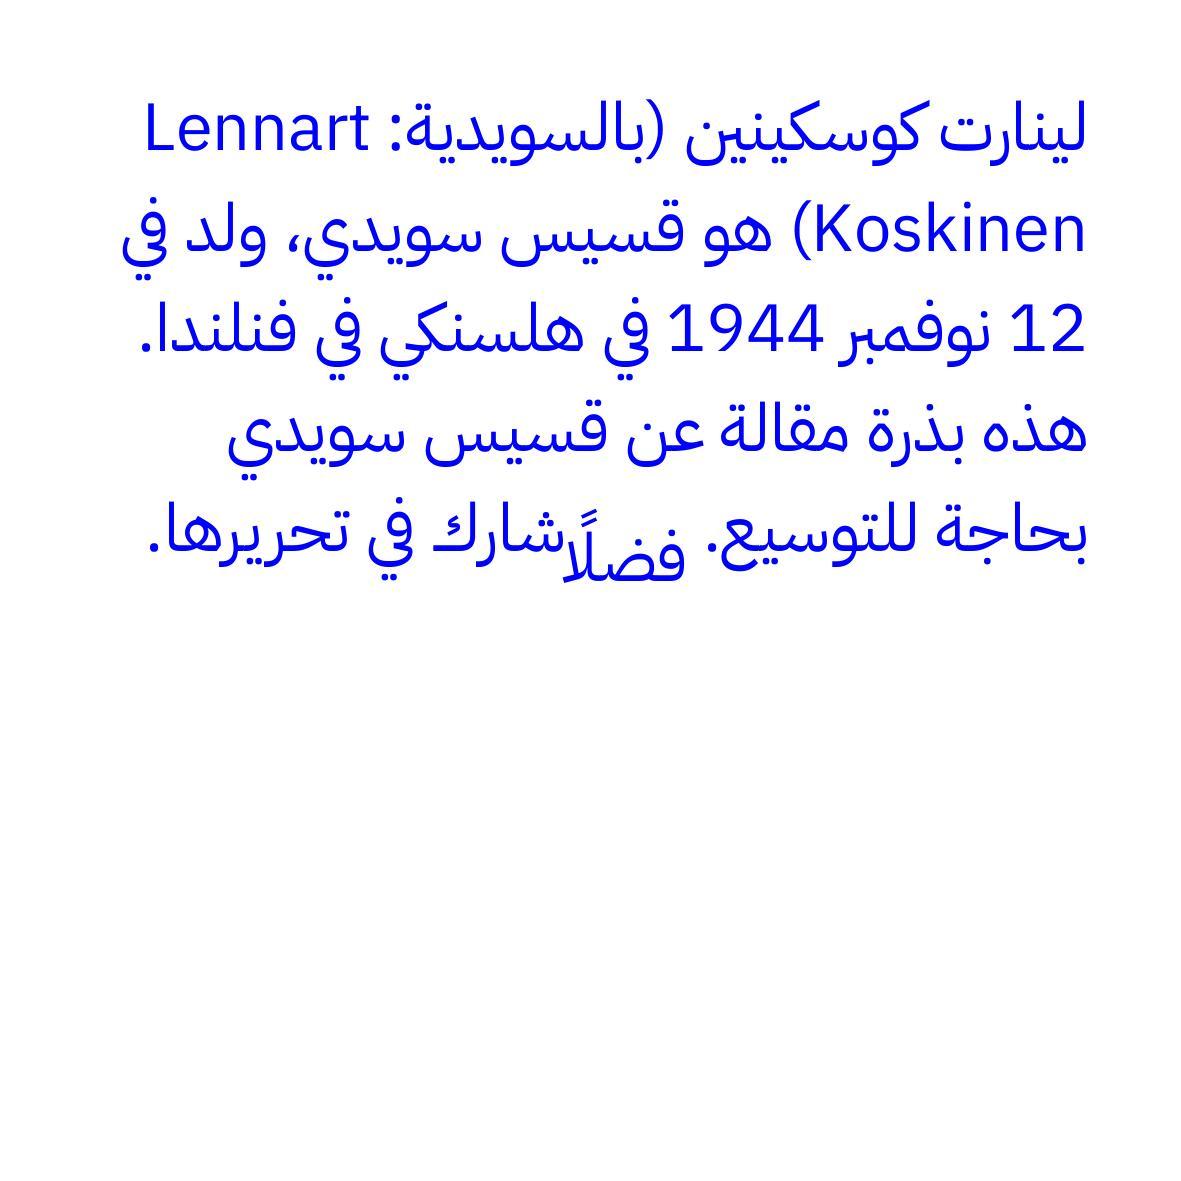 لينارت كوسكينين (بالسويدية: Lennart
Koskinen) هو قسيس سويدي، ولد في
12 نوفمبر 1944 في هلسنكي في فنلندا.
هذه بذرة مقالة عن قسيس سويدي
بحاجة للتوسيع. فضلًا شارك في تحريرها.